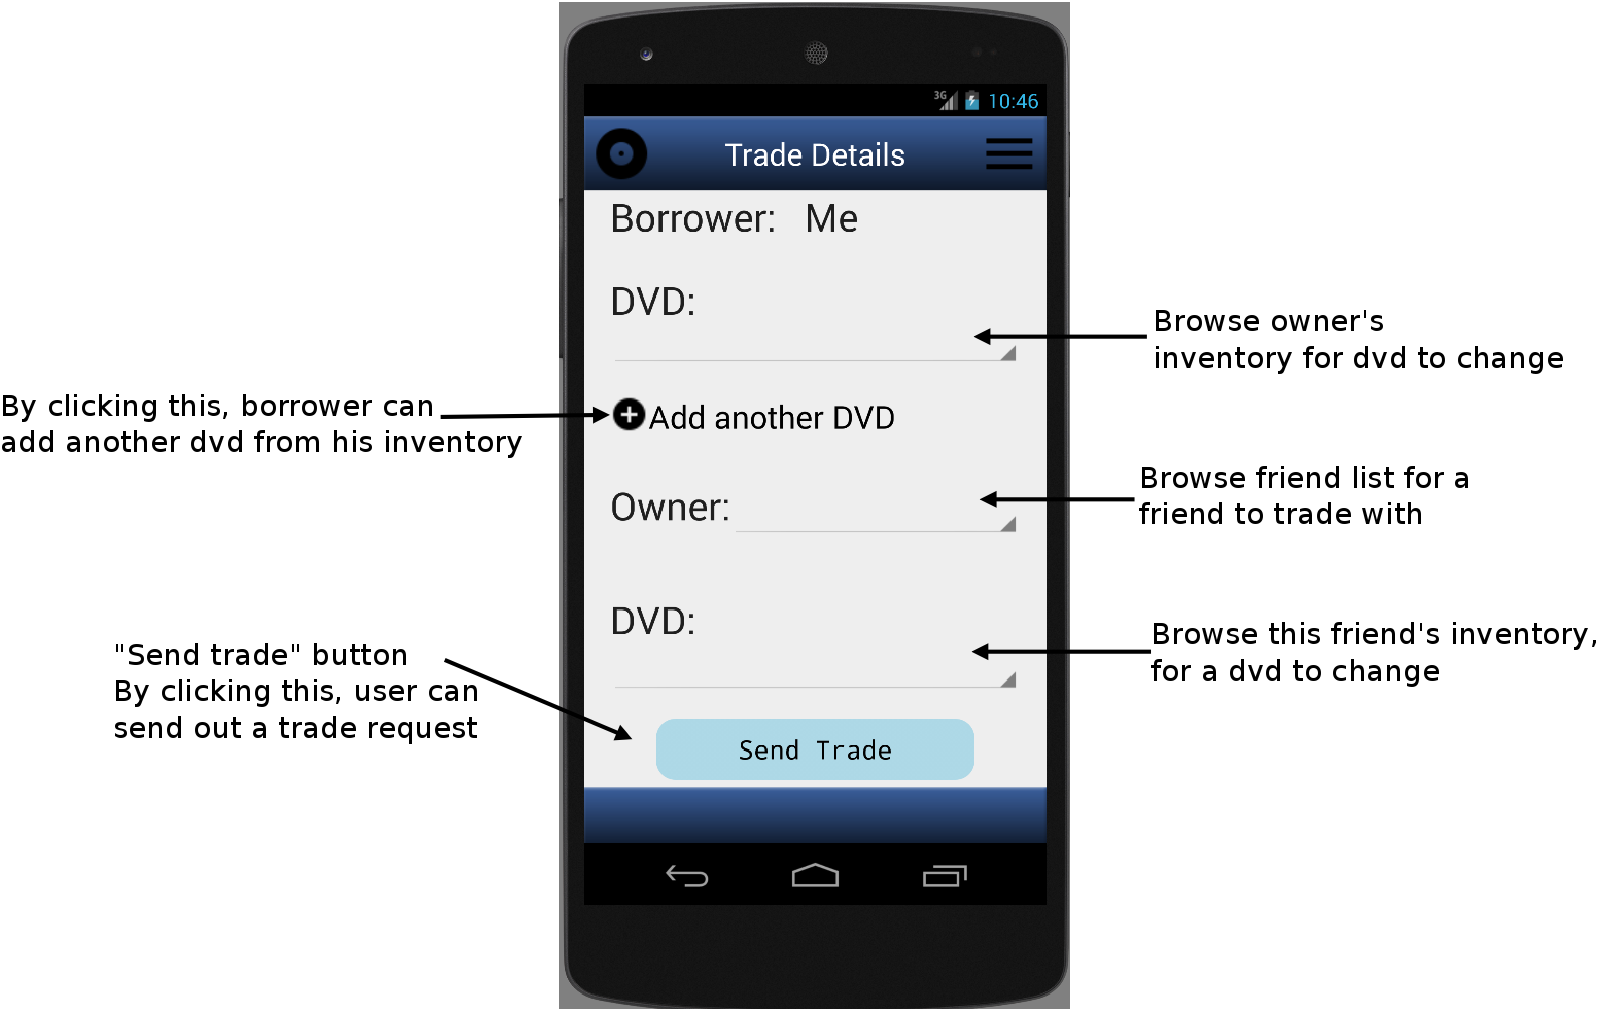 3G 10:46
Trade Details
Borrower: Me
DVD:
Browse owner's
inventory for dvd to change
By clicking this, borrower can
add another dvd from his inventory
Add another DVD
Browse friend list for a
friend to trade with
Owner:
DVD:
Browse this friend's inventory,
for a dvd to change
"Send trade" button
By clicking this, user can
send out a trade request
Send Trade